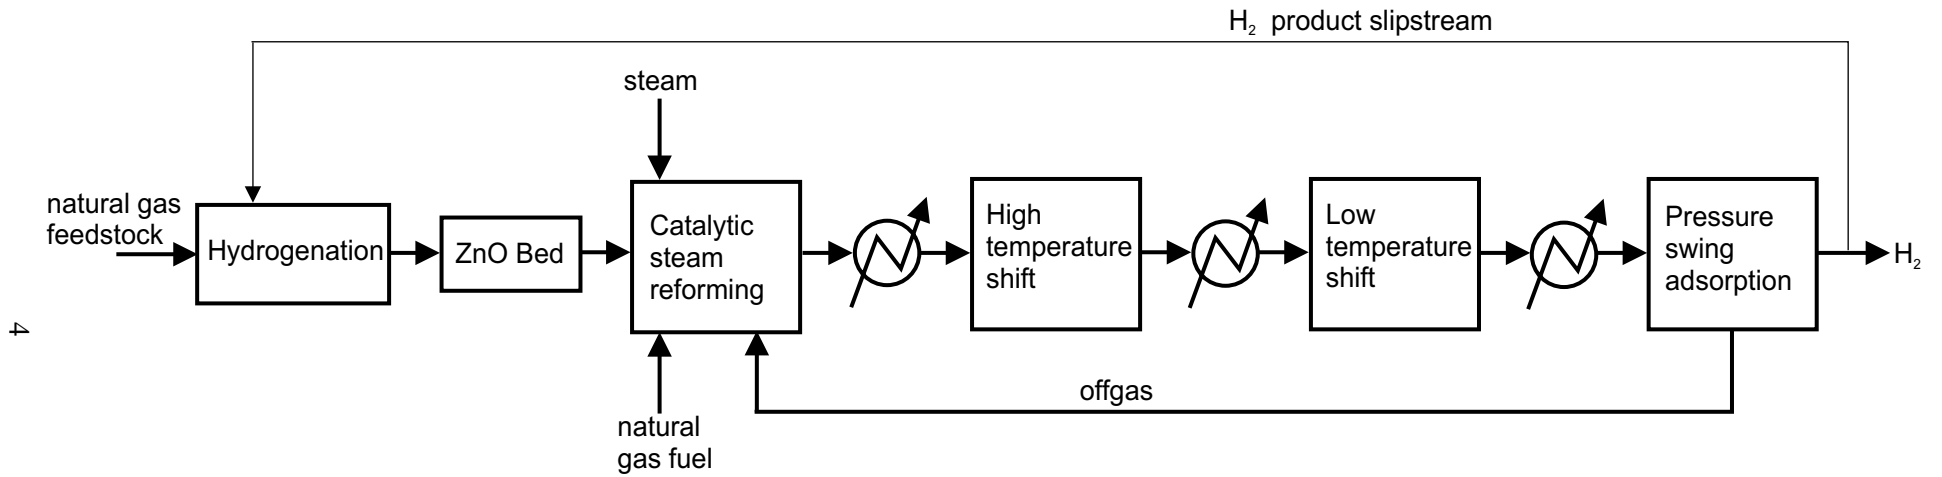 H₂ product slipstream
steam
natural gas
feedstock
Hydrogenation
ZnO Bed
Catalytic
steam
reforming
High
temperature
shift
Low
temperature
shift
Pressure
swing
adsorption
H₂
4
offgas
natural
gas fuel